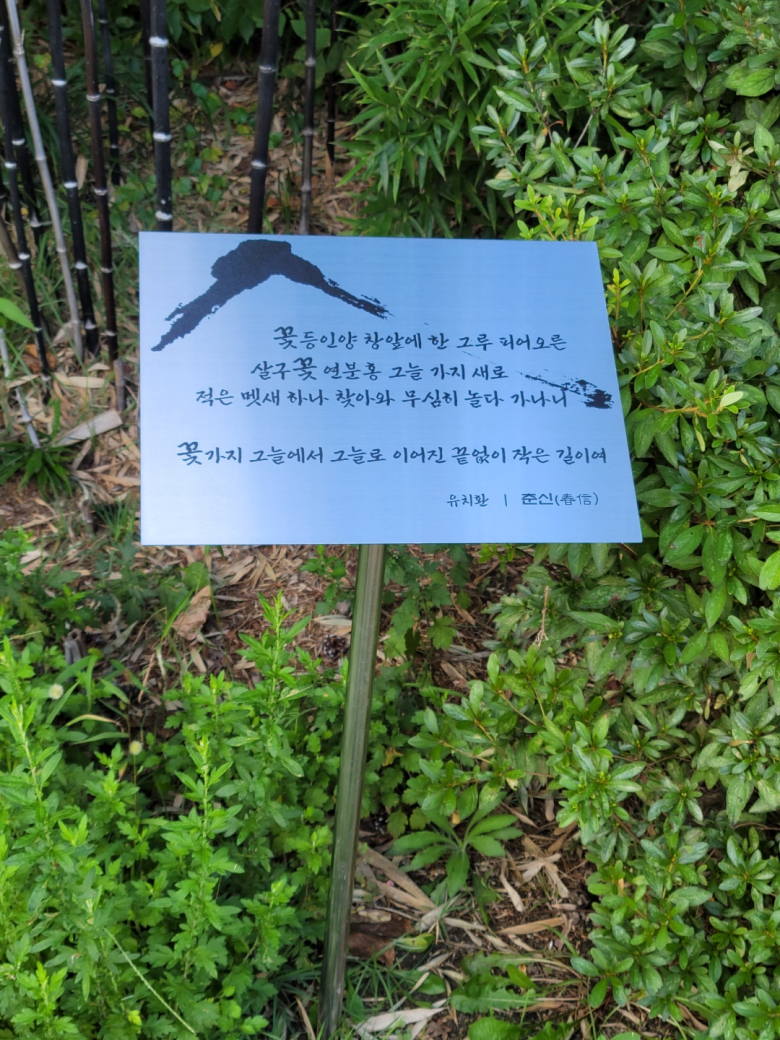 꽃등인양 창앞에 한 그루 피어오른
살구꽃 연분홍 그늘 가지 새로
적은 멧새 하나 찾아와 무심히 놀다 가나니
꽃가지 그늘에서 그늘로 이어진 끝없이 작은 길이여
유치환 | 춘신(春信)